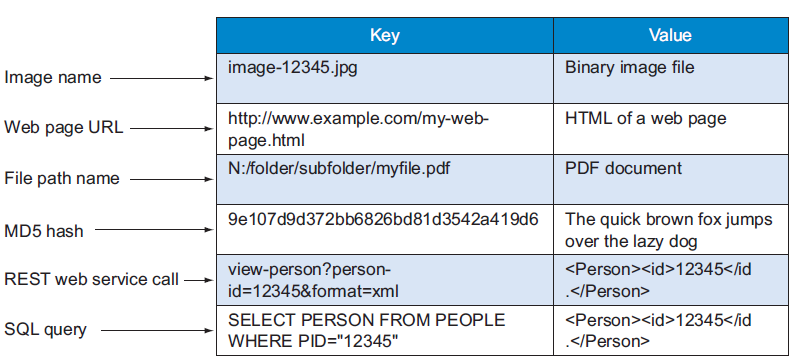 Key Value
Image name image-12345.jpg Binary image file
Web page URL http://www.example.com/my-web- HTML of a web page
page.html
File path name N:/folder/subfolder/myfile.pdf PDF document
MD5 hash 9e107d9d372bb6826bd81d3542a419d6 The quick brown fox jumps
over the lazy dog
REST web service call view-person?person- <Person><id>12345</id
id=12345&format=xml .</Person>
SQL query SELECT PERSON FROM PEOPLE <Person><id>12345</id
WHERE PID="12345" .</Person>